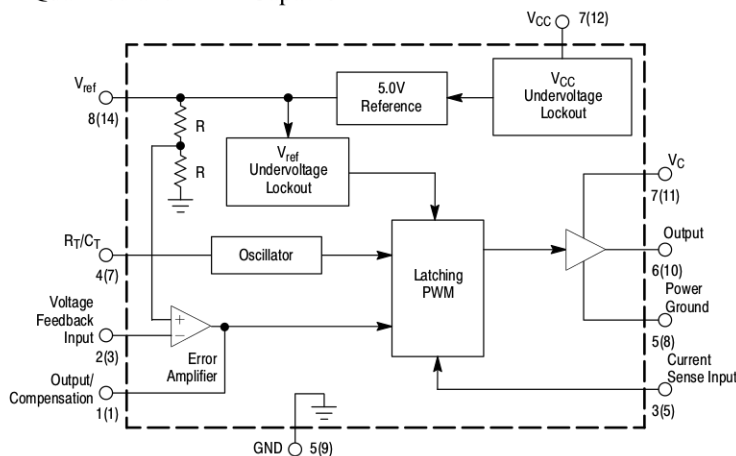 VCC 7(12)
Vref
8(14)
R
R
5.0V
Reference
VCC
Undervoltage
Lockout
Vref
Undervoltage
Lockout
VC
7(11)
RT/CT
4(7)
Oscillator
Latching
PWM
Output
6(10)
Voltage
Feedback
Input
2(3)
+
−
Error
Amplifier
Power
Ground
5(8)
Output/
Compensation
1(1)
Current
Sense Input
3(5)
GND 5(9)